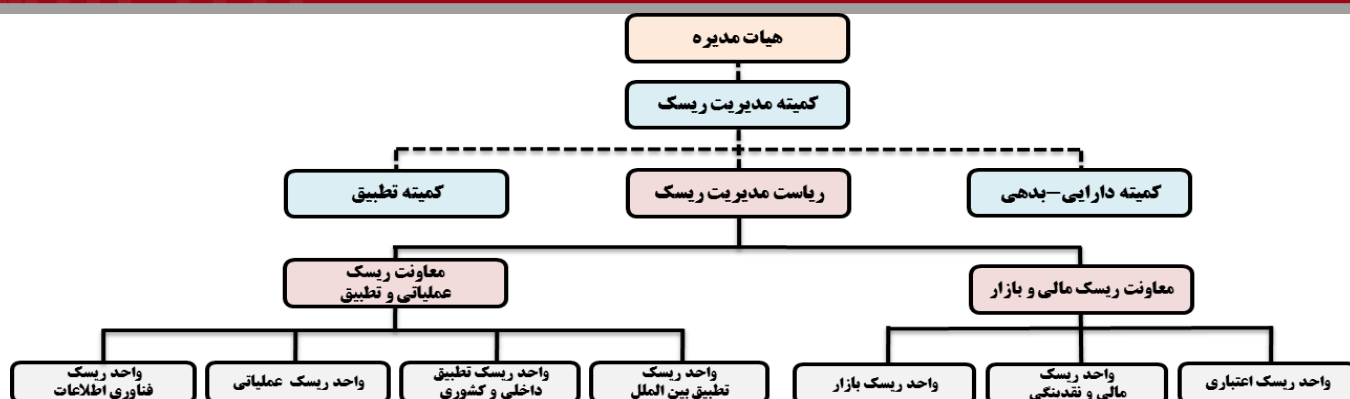 هیات مدیره
کمیته مدیریت ریسک
کمیته دارایی-بدهی
ریاست مدیریت ریسک
کمیته تطبیق
معاونت ریسک مالی و بازار
معاونت ریسک
عملیاتی و تطبیق
واحد ریسک اعتباری
واحد ریسک
مالی و نقدینگی
واحد ریسک بازار
واحد ریسک
تطبیق بین الملل
واحد ریسک تطبیق
داخلی و کشوری
واحد ریسک عملیاتی
واحد ریسک
فناوری اطلاعات